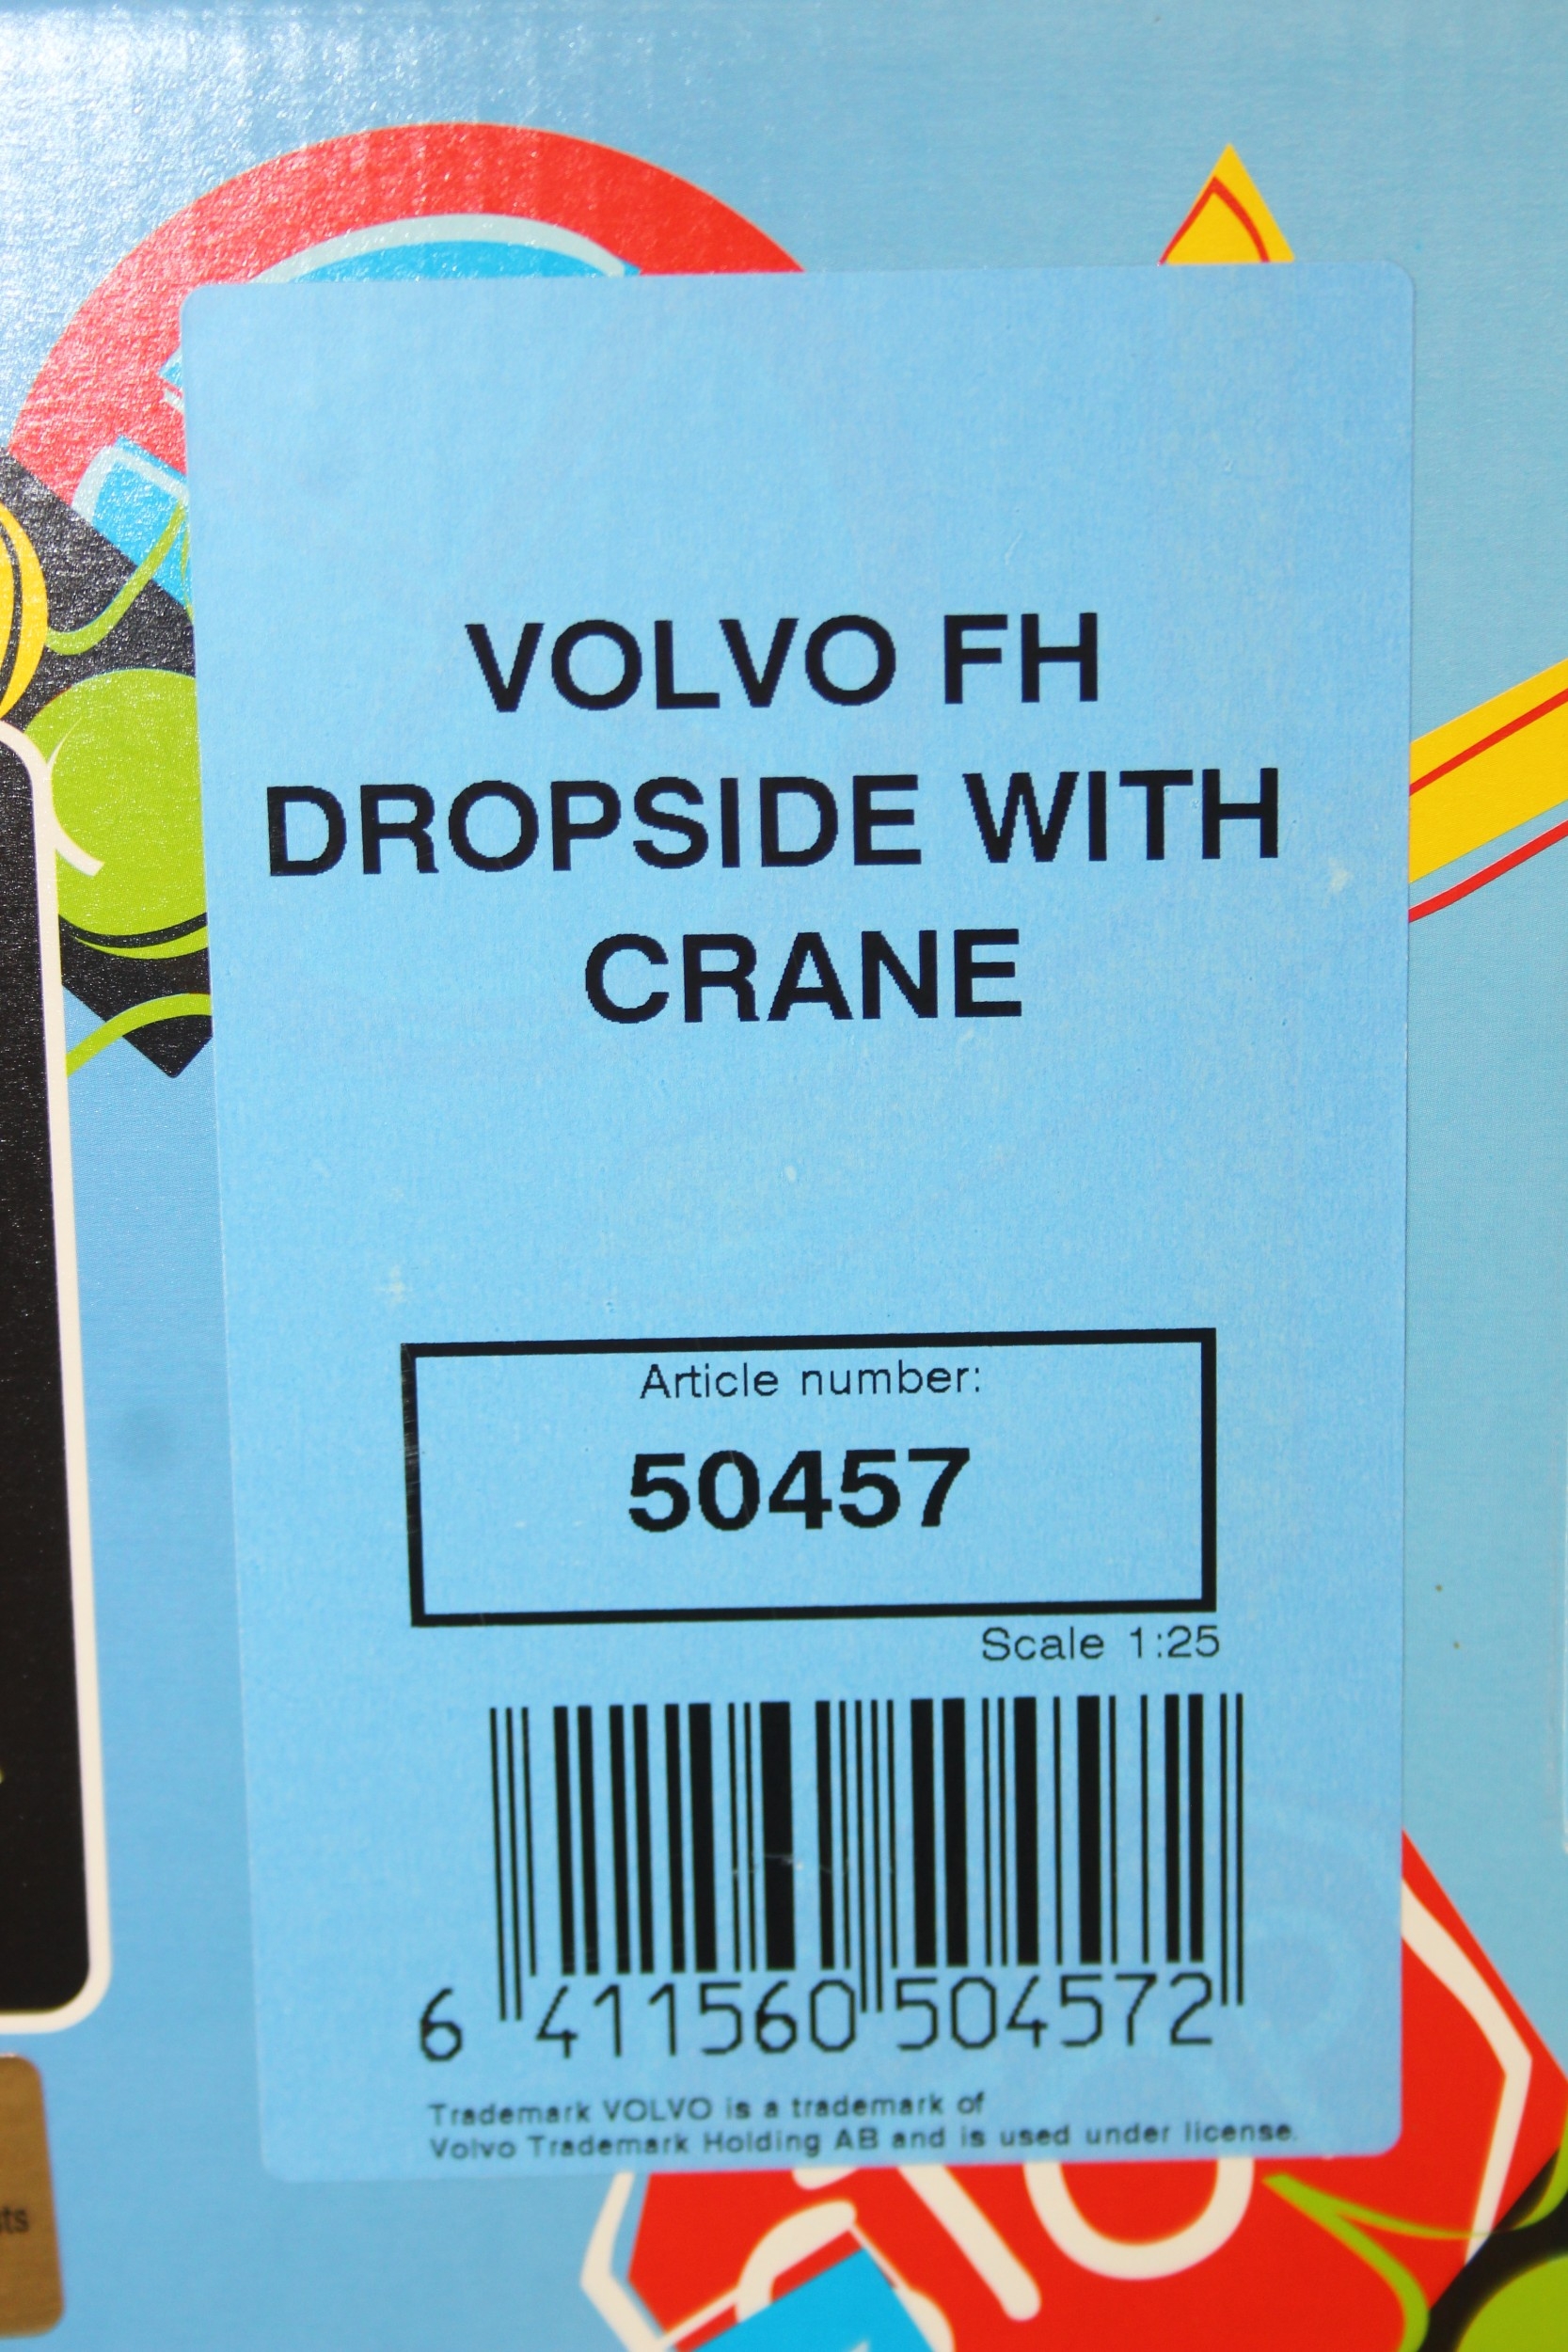 VOLVO FH
DROPSIDE WITH
CRANE
Article number:
50457
Scale 1:25
6 411560 504572
Trademark VOLVO is a trademark of
Volvo Trademark Holding AB and is used under license.